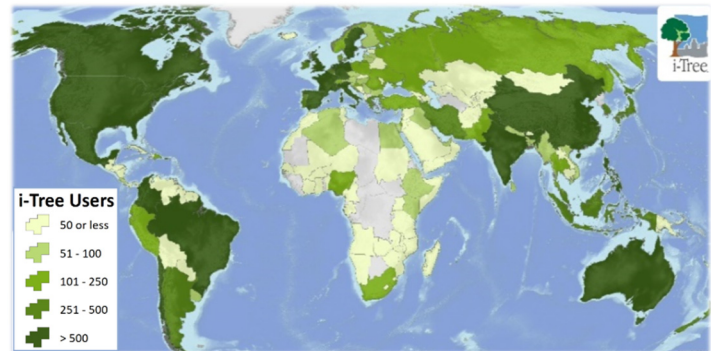 i-Tree
i-Tree Users
50 or less
51 - 100
101 - 250
251 - 500
> 500